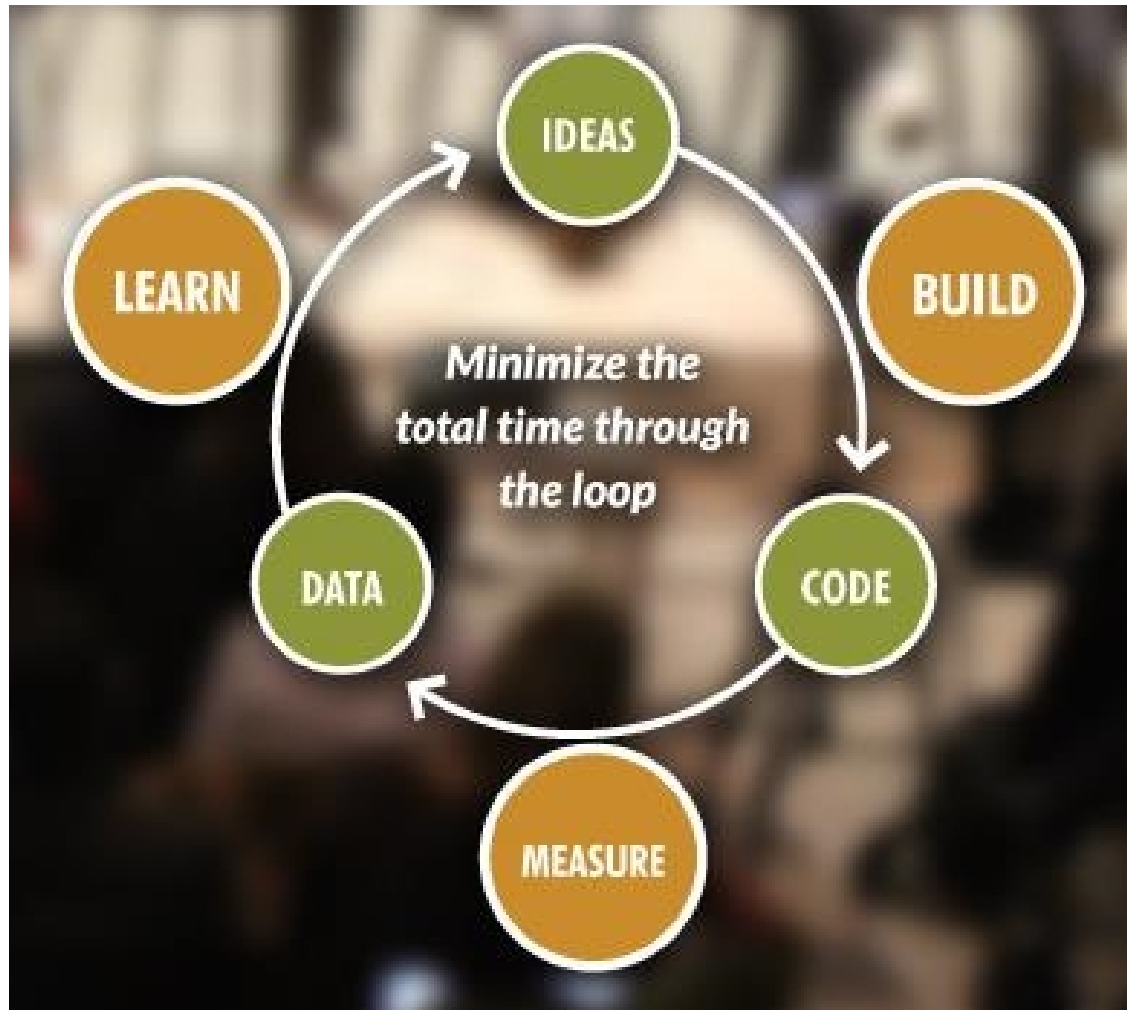 IDEAS
LEARN
BUILD
Minimize the
total time through
the loop
DATA
CODE
MEASURE